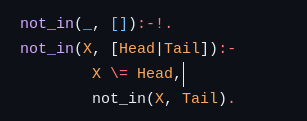 not_in(_, []):-!.
not_in(X, [Head|Tail]):-
        X \= Head,
        not_in(X, Tail).